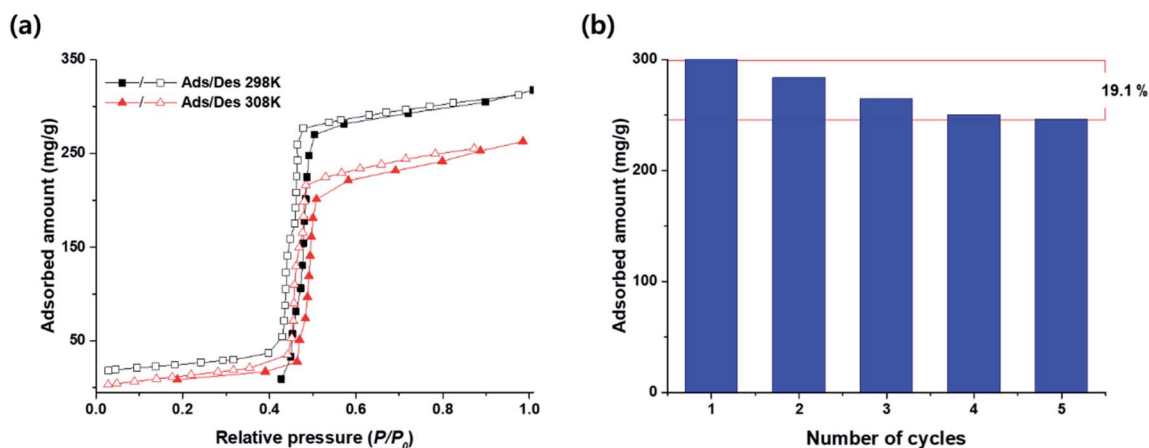 (a)
350
250
150
50
Adsorbed amount (mg/g)
Ads/Des 298K
Ads/Des 308K
0.0 0.2 0.4 0.6 0.8 1.0
Relative pressure (P/P₀)
(b)
300
200
100
0
Adsorbed amount (mg/g)
19.1 %
1 2 3 4 5
Number of cycles